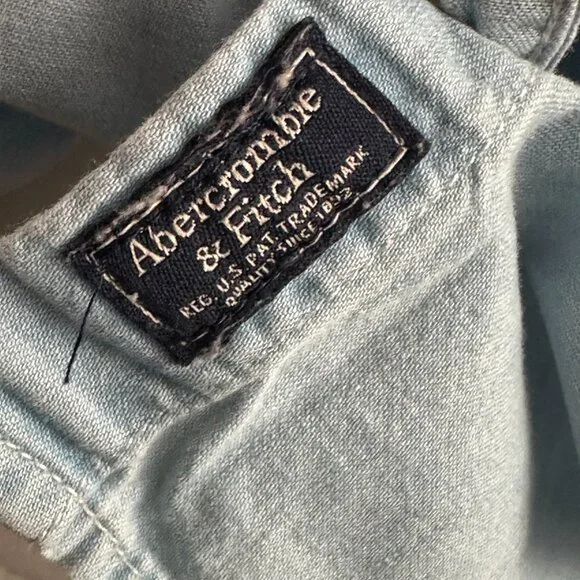 Abercrombie
& Fitch
REG. U.S. PAT. TRADEMARK
QUALITY SINCE 1892